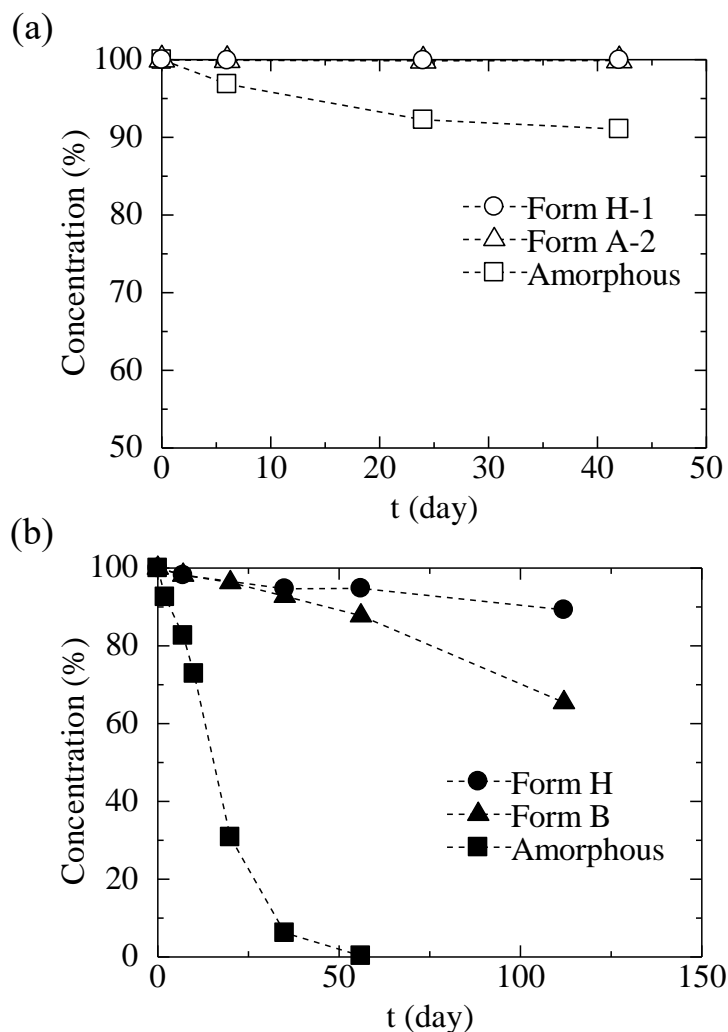 (a)
100
90
80
70
60
50
Concentration (%)
Form H-1
Form A-2
Amorphous
0 10 20 30 40 50
t (day)
(b)
100
80
60
40
20
0
Concentration (%)
Form H
Form B
Amorphous
0 50 100 150
t (day)